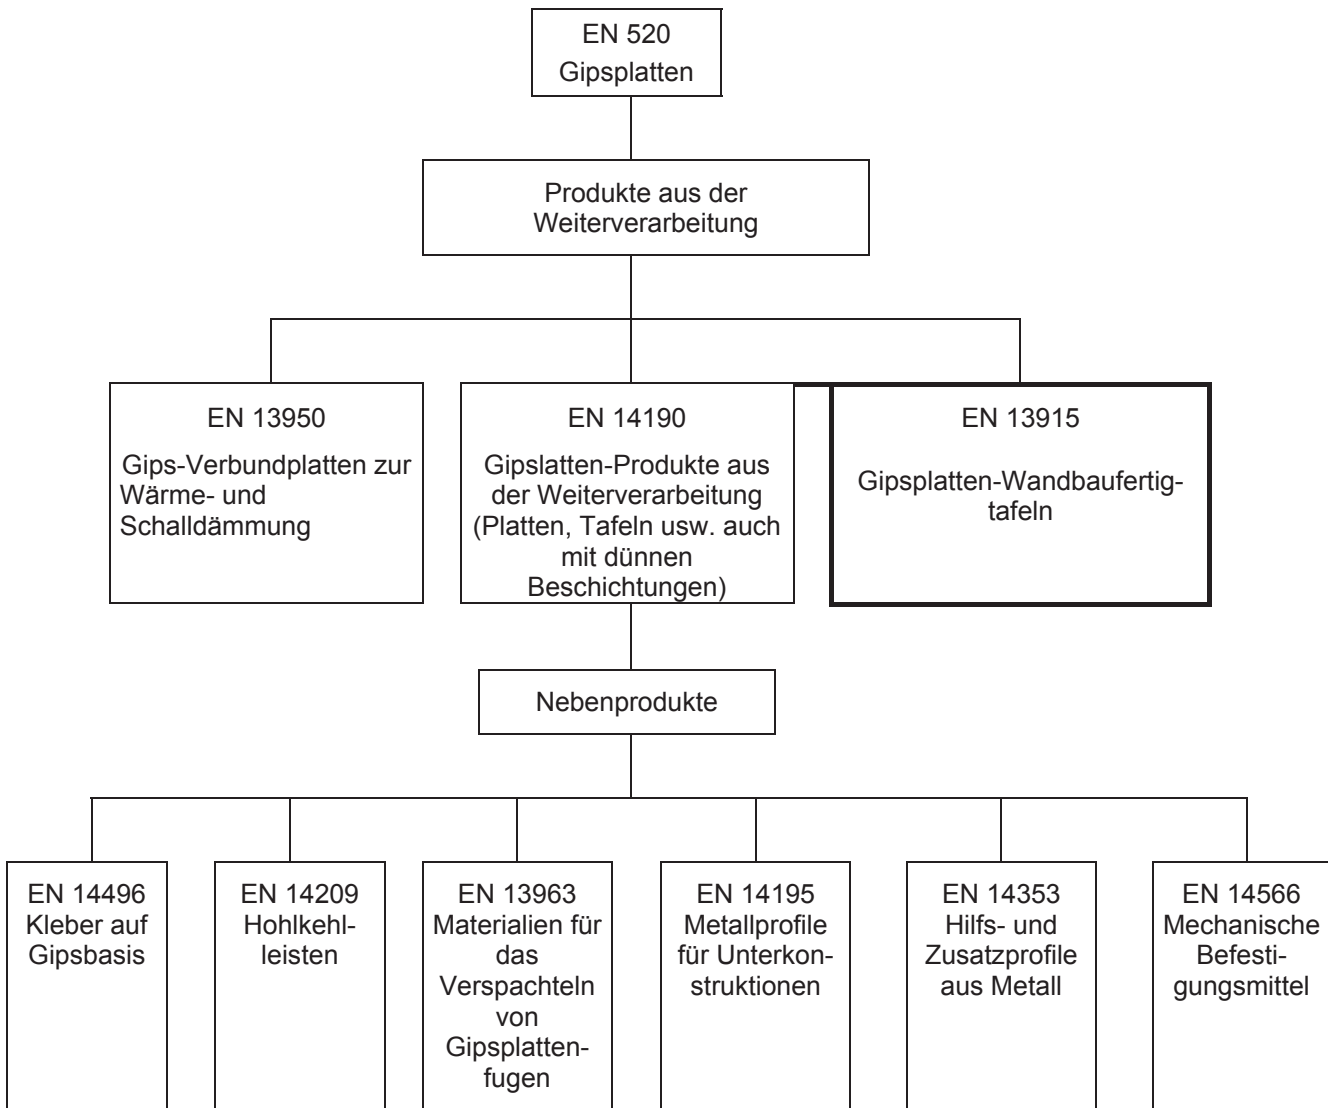 EN 520
Gipsplatten
Produkte aus der
Weiterverarbeitung
EN 13950
Gips-Verbundplatten zur
Wärme- und
Schalldämmung
EN 14190
Gipslatten-Produkte aus
der Weiterverarbeitung
(Platten, Tafeln usw. auch
mit dünnen
Beschichtungen)
EN 13915
Gipsplatten-Wandbaufertig-
tafeln
Nebenprodukte
EN 14496
Kleber auf
Gipsbasis
EN 14209
Hohlkehl-
leisten
EN 13963
Materialien für
das
Verspachteln
von
Gipsplatten-
fugen
EN 14195
Metallprofile
für Unterkon-
struktionen
EN 14353
Hilfs- und
Zusatzprofile
aus Metall
EN 14566
Mechanische
Befesti-
gungsmittel